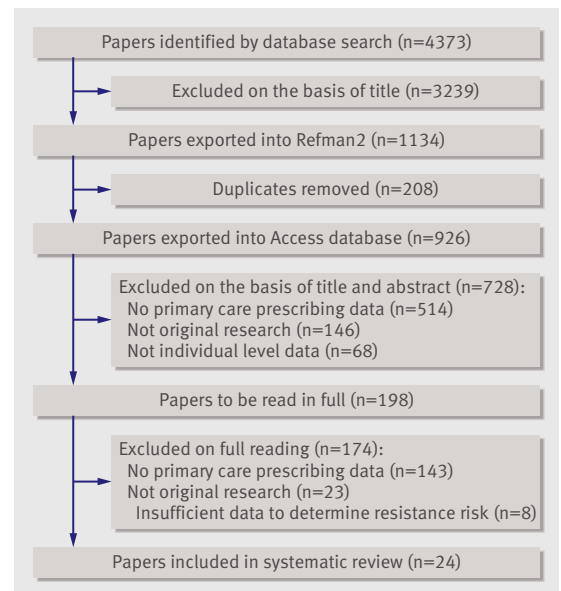 Papers identified by database search (n=4373)
Excluded on the basis of title (n=3239)
Papers exported into Refman2 (n=1134)
Duplicates removed (n=208)
Papers exported into Access database (n=926)
Excluded on the basis of title and abstract (n=728):
No primary care prescribing data (n=514)
Not original research (n=146)
Not individual level data (n=68)
Papers to be read in full (n=198)
Excluded on full reading (n=174):
No primary care prescribing data (n=143)
Not original research (n=23)
Insufficient data to determine resistance risk (n=8)
Papers included in systematic review (n=24)